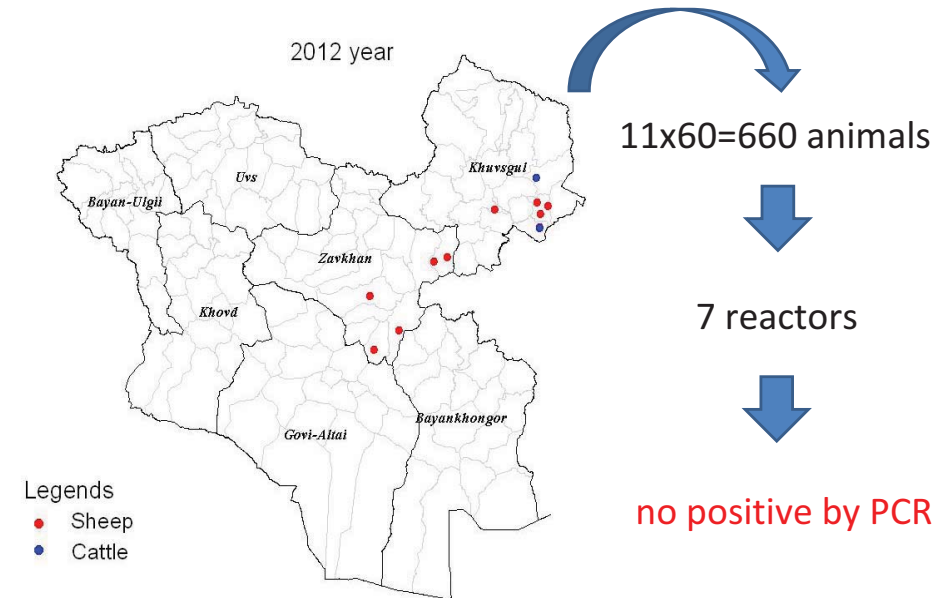 2012 year
11x60=660 animals
Khuvsgul
Uvs
Bayan-Ulgii
Zavkhan
Khovd
7 reactors
Govi-Altai
Bayankhongor
Legends
Sheep
Cattle
no positive by PCR